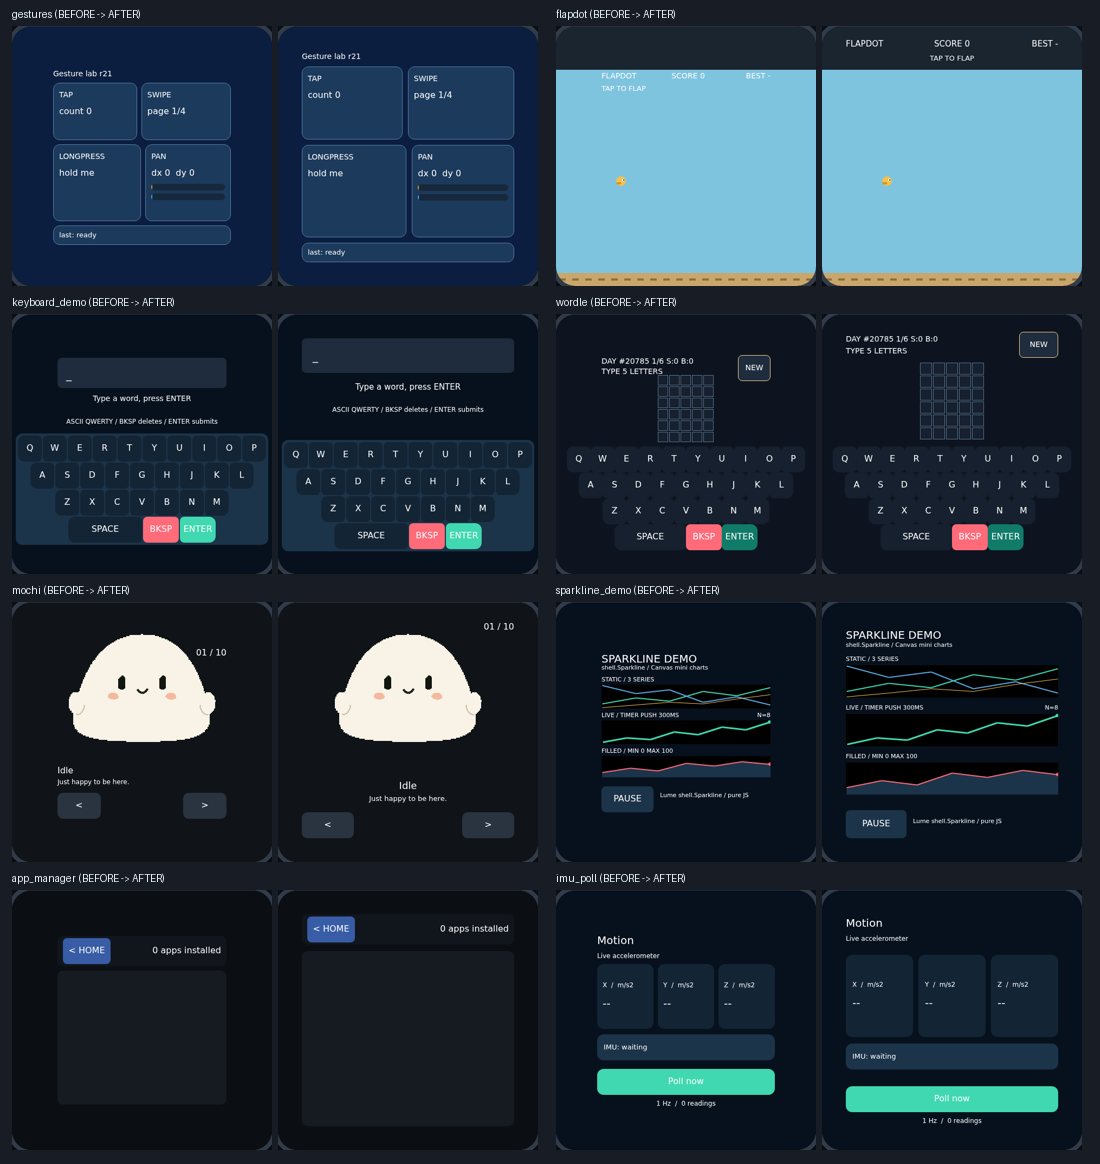 gestures (BEFORE -> AFTER)
Gesture lab r21
TAP
count 0
SWIPE
page 1/4
LONGPRESS
hold me
PAN
dx 0 dy 0
last: ready
Gesture lab r21
TAP
count 0
SWIPE
page 1/4
LONGPRESS
hold me
PAN
dx 0 dy 0
last: ready
flapdot (BEFORE -> AFTER)
FLAPDOT SCORE 0 BEST -
TAP TO FLAP
FLAPDOT SCORE 0 BEST -
TAP TO FLAP
keyboard_demo (BEFORE -> AFTER)
_
Type a word, press ENTER
ASCII QWERTY / BKSP deletes / ENTER submits
Q W E R T Y U I O P
A S D F G H J K L
Z X C V B N M
SPACE BKSP ENTER
_
Type a word, press ENTER
ASCII QWERTY / BKSP deletes / ENTER submits
Q W E R T Y U I O P
A S D F G H J K L
Z X C V B N M
SPACE BKSP ENTER
wordle (BEFORE -> AFTER)
DAY #20785 1/6 S:0 B:0
TYPE 5 LETTERS
NEW
Q W E R T Y U I O P
A S D F G H J K L
Z X C V B N M
SPACE BKSP ENTER
DAY #20785 1/6 S:0 B:0
TYPE 5 LETTERS
NEW
Q W E R T Y U I O P
A S D F G H J K L
Z X C V B N M
SPACE BKSP ENTER
mochi (BEFORE -> AFTER)
01 / 10
Idle
Just happy to be here.
< >
01 / 10
Idle
Just happy to be here.
< >
sparkline_demo (BEFORE -> AFTER)
SPARKLINE DEMO
shell.Sparkline / Canvas mini charts
STATIC / 3 SERIES
LIVE / TIMER PUSH 300MS N=8
FILLED / MIN 0 MAX 100
PAUSE Lume shell.Sparkline / pure JS
SPARKLINE DEMO
shell.Sparkline / Canvas mini charts
STATIC / 3 SERIES
LIVE / TIMER PUSH 300MS N=8
FILLED / MIN 0 MAX 100
PAUSE Lume shell.Sparkline / pure JS
app_manager (BEFORE -> AFTER)
< HOME 0 apps installed
< HOME 0 apps installed
imu_poll (BEFORE -> AFTER)
Motion
Live accelerometer
X / m/s2 Y / m/s2 Z / m/s2
-- -- --
IMU: waiting
Poll now
1 Hz / 0 readings
Motion
Live accelerometer
X / m/s2 Y / m/s2 Z / m/s2
-- -- --
IMU: waiting
Poll now
1 Hz / 0 readings